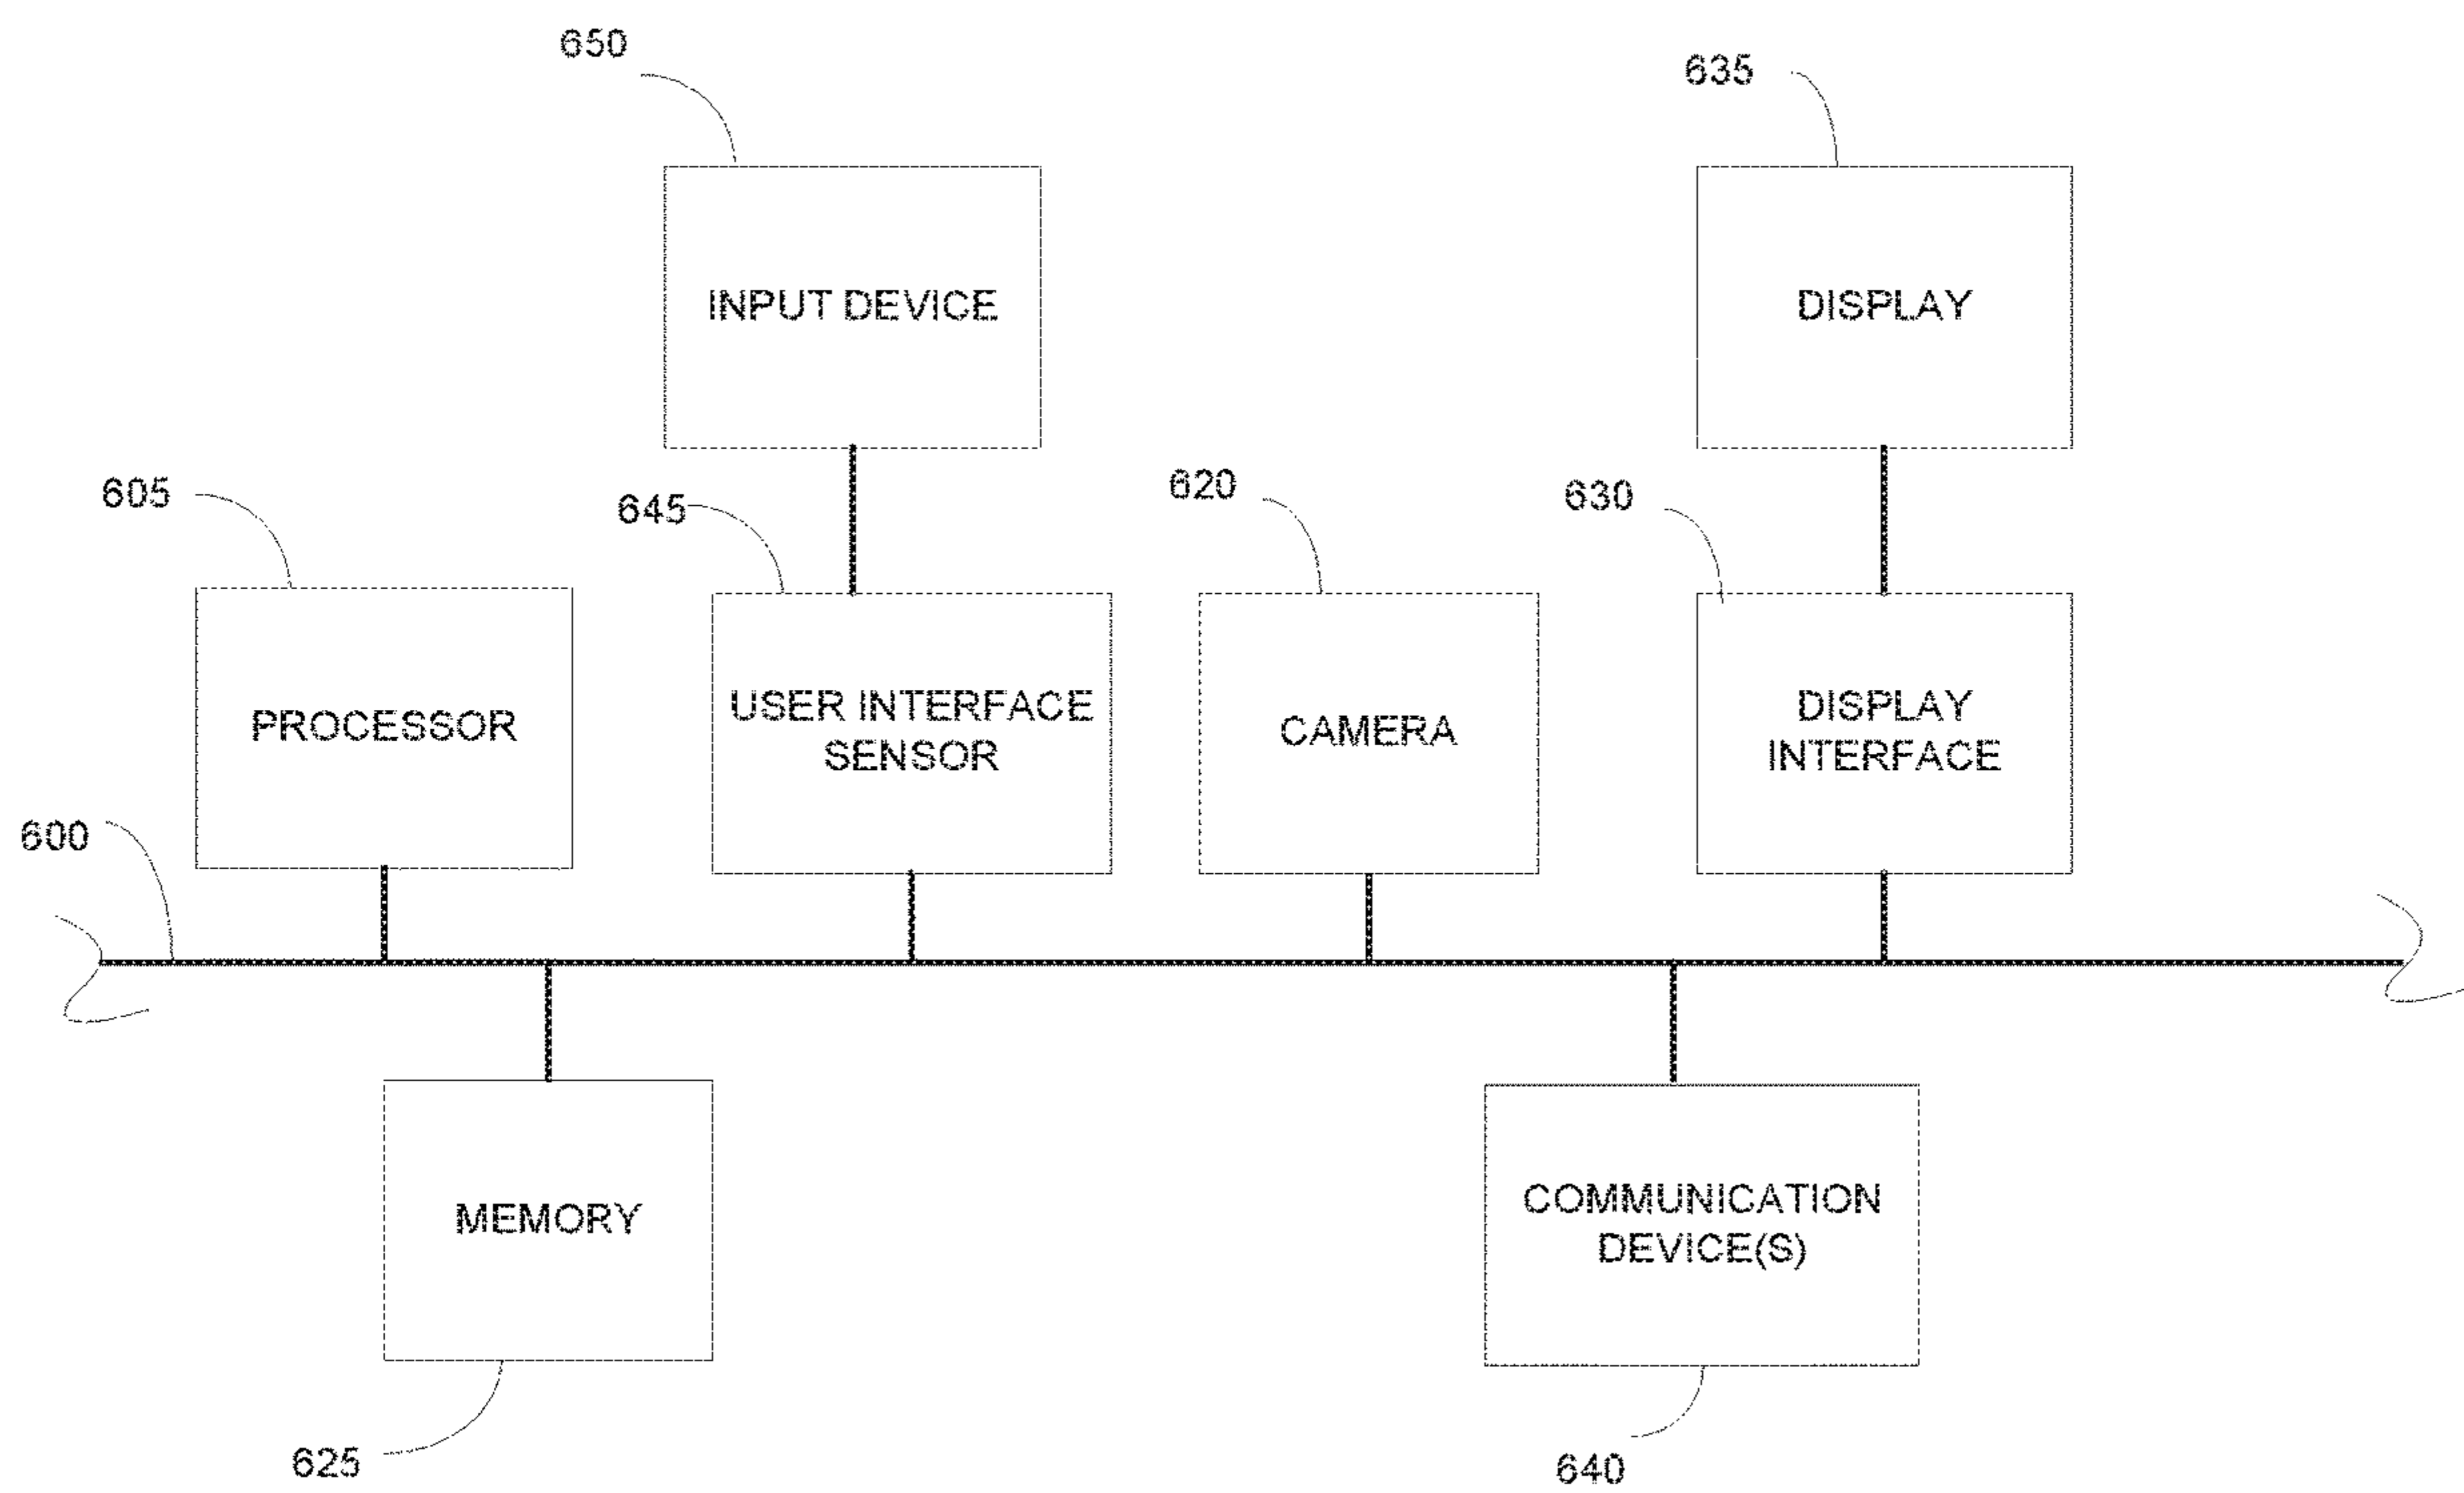 650
635
INPUT DEVICE
DISPLAY
605
645
620
630
PROCESSOR
USER INTERFACE
SENSOR
CAMERA
DISPLAY
INTERFACE
600
MEMORY
COMMUNICATION
DEVICE(S)
625
640